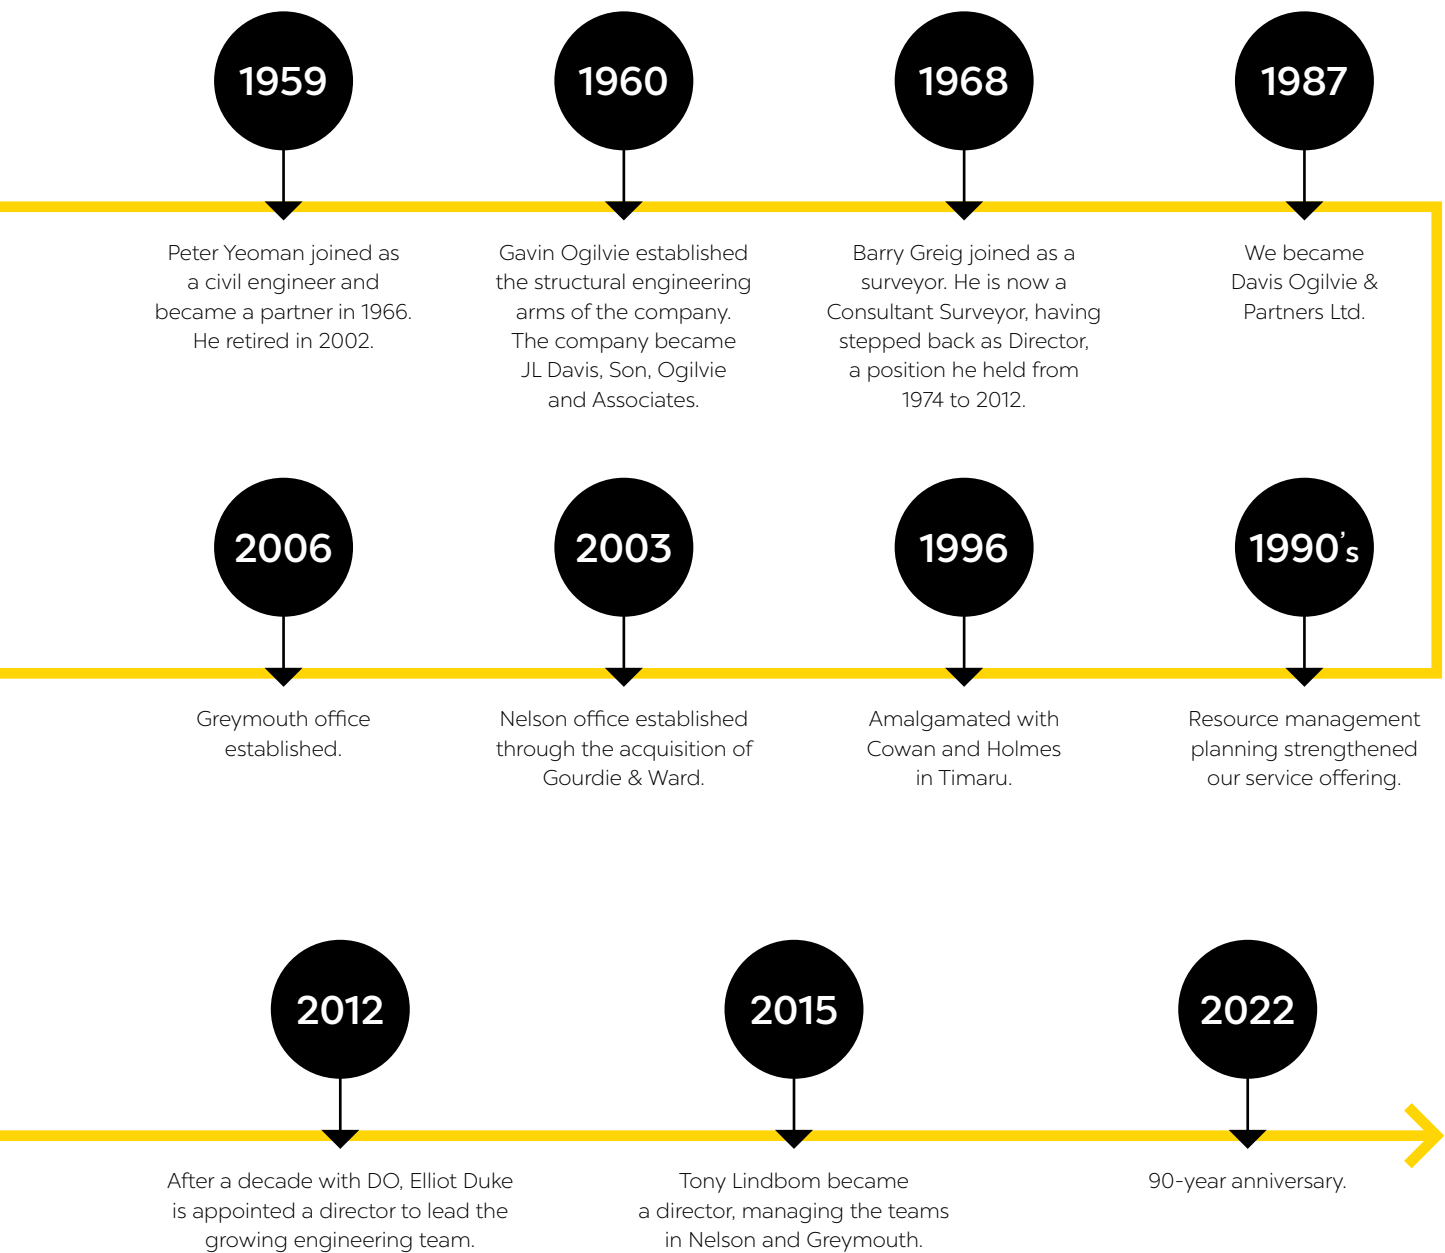 1959
Peter Yeoman joined as
a civil engineer and
became a partner in 1966.
He retired in 2002.
1960
Gavin Ogilvie established
the structural engineering
arms of the company.
The company became
JL Davis, Son, Ogilvie
and Associates.
1968
Barry Greig joined as a
surveyor. He is now a
Consultant Surveyor, having
stepped back as Director,
a position he held from
1974 to 2012.
1987
We became
Davis Ogilvie &
Partners Ltd.
1990's
Resource management
planning strengthened
our service offering.
1996
Amalgamated with
Cowan and Holmes
in Timaru.
2003
Nelson office established
through the acquisition of
Gourdie & Ward.
2006
Greymouth office
established.
2012
After a decade with DO, Elliot Duke
is appointed a director to lead the
growing engineering team.
2015
Tony Lindbom became
a director, managing the teams
in Nelson and Greymouth.
2022
90-year anniversary.